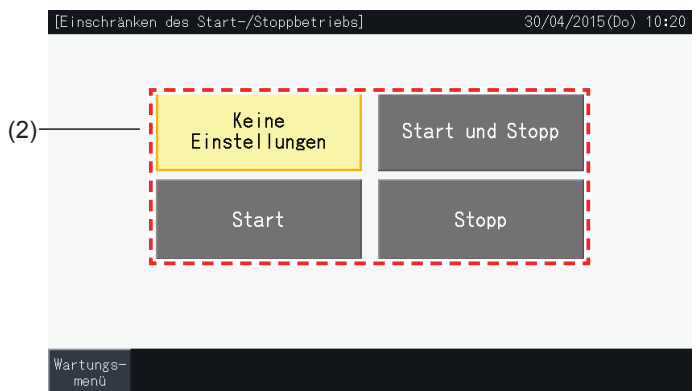 [Einschränken des Start-/Stoppbetriebs] 30/04/2015(Do) 10:20
(2)
Keine
Einstellungen
Start und Stopp
Start
Stopp
Wartungs-
menü